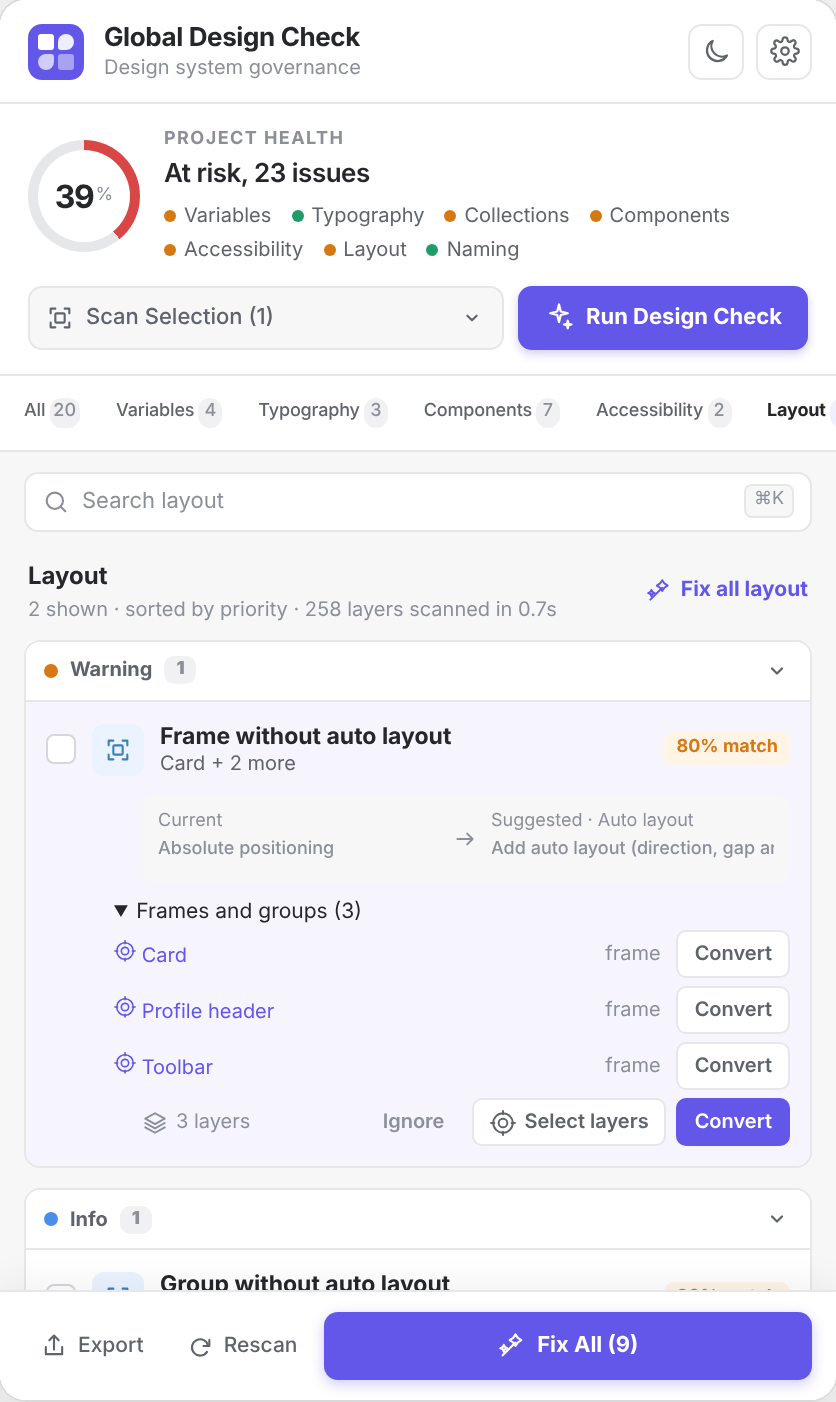 Global Design Check
Design system governance
39%
PROJECT HEALTH
At risk, 23 issues
Variables Typography Collections Components
Accessibility Layout Naming
Scan Selection (1)
Run Design Check
All 20 Variables 4 Typography 3 Components 7 Accessibility 2 Layout
Search layout
⌘K
Layout
2 shown · sorted by priority · 258 layers scanned in 0.7s
Fix all layout
Warning 1
Frame without auto layout
Card + 2 more
80% match
Current
Absolute positioning
→
Suggested · Auto layout
Add auto layout (direction, gap ar
▼ Frames and groups (3)
Card frame Convert
Profile header frame Convert
Toolbar frame Convert
3 layers Ignore Select layers Convert
Info 1
Group without auto layout
Export Rescan Fix All (9)